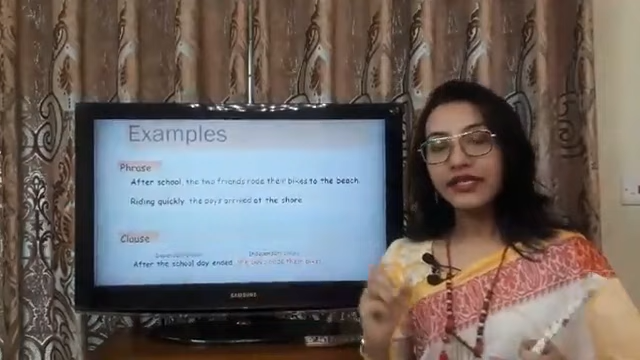 Examples
Phrase
After school, the two friends rode their bikes to the beach.
Riding quickly, the boys arrived at the shore.
Clause
After the school day ended,
SAMSUNG